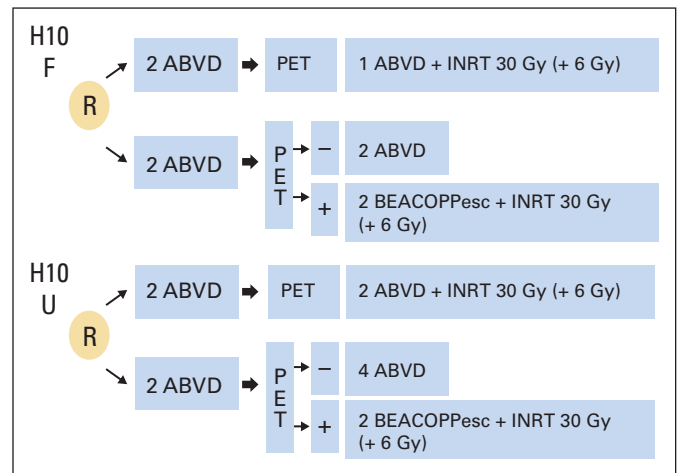 H10
F
R
2 ABVD
PET
1 ABVD + INRT 30 Gy (+ 6 Gy)
2 ABVD
P
E
T
−
2 ABVD
+
2 BEACOPPesc + INRT 30 Gy
(+ 6 Gy)
H10
U
R
2 ABVD
PET
2 ABVD + INRT 30 Gy (+ 6 Gy)
2 ABVD
P
E
T
−
4 ABVD
+
2 BEACOPPesc + INRT 30 Gy
(+ 6 Gy)